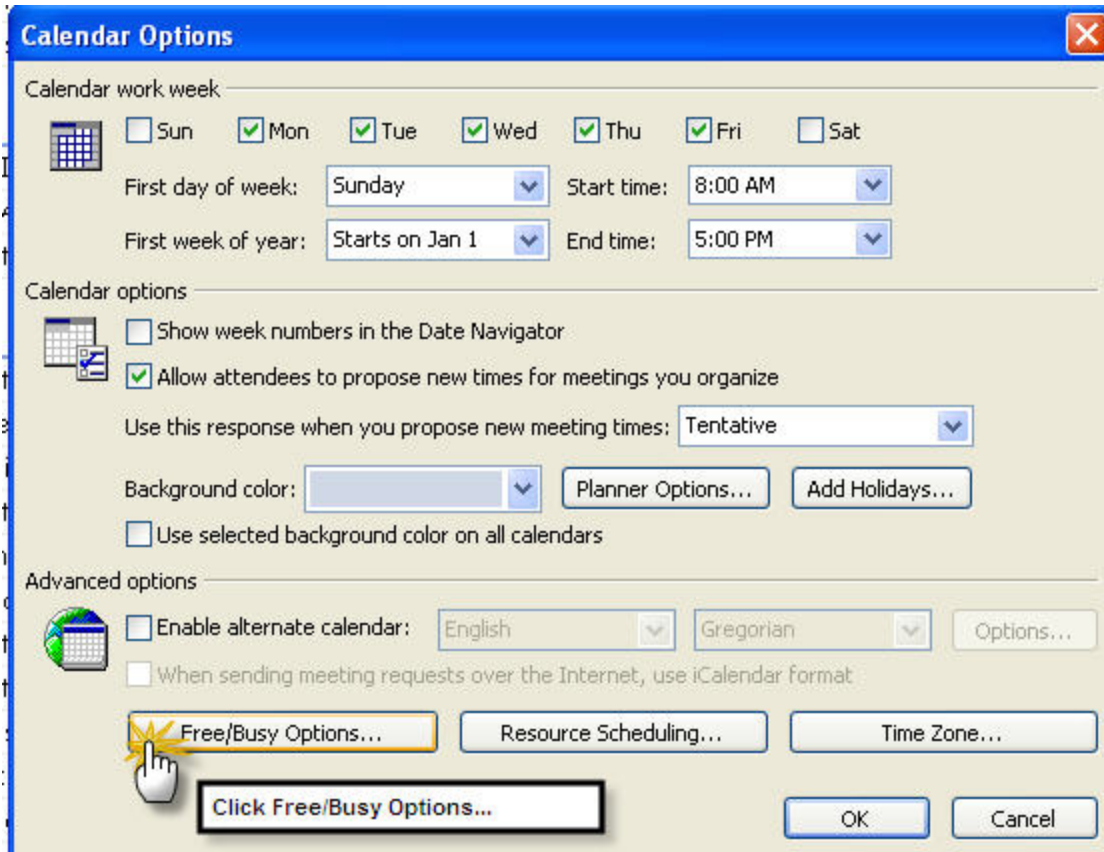 Calendar Options
Calendar work week
Sun Mon Tue Wed Thu Fri Sat
First day of week: Sunday Start time: 8:00 AM
First week of year: Starts on Jan 1 End time: 5:00 PM
Calendar options
Show week numbers in the Date Navigator
Allow attendees to propose new times for meetings you organize
Use this response when you propose new meeting times: Tentative
Background color: Planner Options... Add Holidays...
Use selected background color on all calendars
Advanced options
Enable alternate calendar: English Gregorian Options...
When sending meeting requests over the Internet, use iCalendar format
Free/Busy Options... Resource Scheduling... Time Zone...
Click Free/Busy Options...
OK Cancel